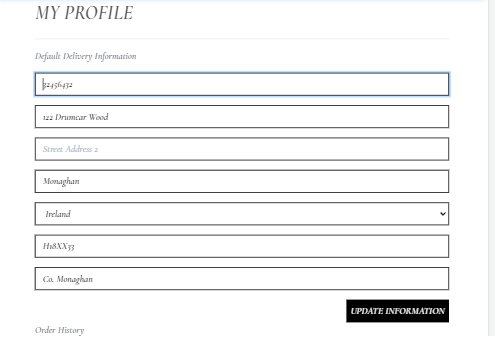 MY PROFILE
Default Delivery Information
32456432
122 Drumcar Wood
Street Address 2
Monaghan
Ireland
H18XX33
Co. Monaghan
UPDATE INFORMATION
Order History